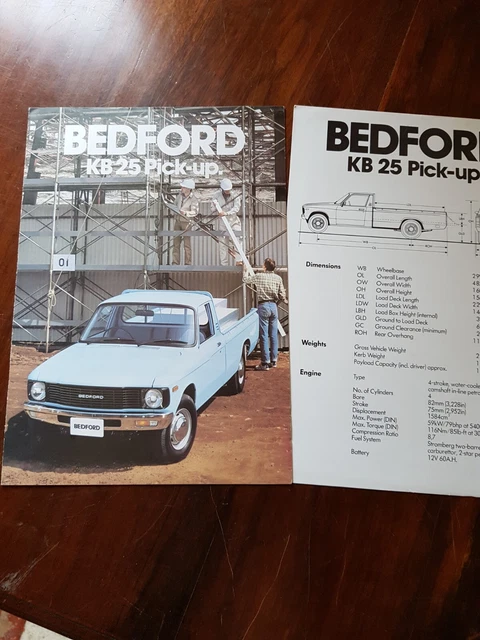 BEDFORD
KB 25 Pick-up.
01
BEDFORD
BEDFORD
BEDFORD
KB 25 Pick-up
Dimensions
WB Wheelbase
OL Overall Length
OW Overall Width
OH Overall Height
LDL Load Deck Length
LDW Load Deck Width
LBH Load Box Height (internal)
GLD Ground to Load Deck
GC Ground Clearance (minimum)
ROH Rear Overhang
Weights
Gross Vehicle Weight
Kerb Weight
Payload Capacity (incl. driver) approx.
Engine
Type 4-stroke, water-cooled
camshaft in-line petrol
No. of Cylinders 4
Bore 82mm (3,228in)
Stroke 75mm (2,952in)
Displacement 1584cm³
Max. Power (DIN) 59kW/79bhp at 540
Max. Torque (DIN) 116Nm/85lb-ft at 30
Compression Ratio 8,7
Fuel System Stromberg two-barrel
carburettor, 2-star pe
Battery 12V 60A.H.